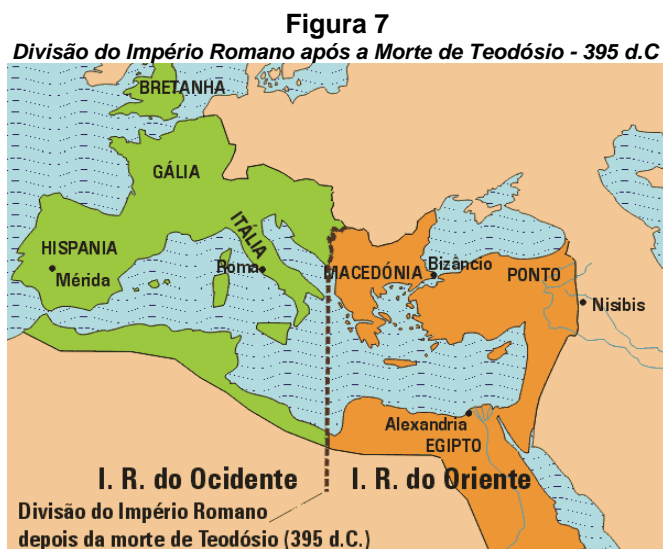 Figura 7
Divisão do Império Romano após a Morte de Teodósio - 395 d.C
BRETANHA
GÁLIA
ITÁLIA
HISPANIA
Mérida
Roma
MACEDÓNIA
Bizâncio
PONTO
Nisibis
Alexandria
EGIPTO
I. R. do Ocidente
I. R. do Oriente
Divisão do Império Romano
depois da morte de Teodósio (395 d.C.)